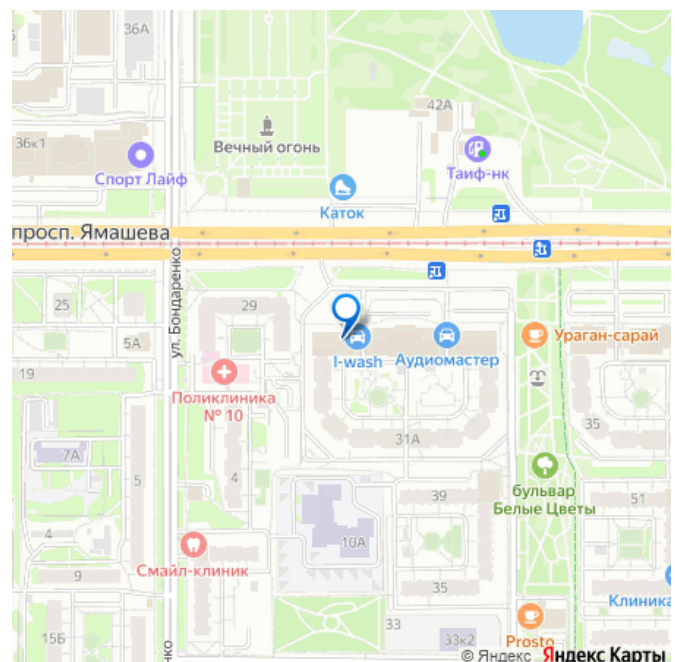 36А
42А
Вечный огонь
36к1
Таиф-нк
Спорт Лайф
Каток
просп. Ямашева
ул. Бондаренко
25
29
5А
Ураган-сарай
I-wash
Аудиомастер
19
Поликлиника
№ 10
35
31А
7А
5
4
39
бульвар
Белые Цветы
51
4
10А
Смайл-клиник
9
35
Клиника
33
15Б
33к2
Prosto
нко
© Яндекс Яндекс Карты